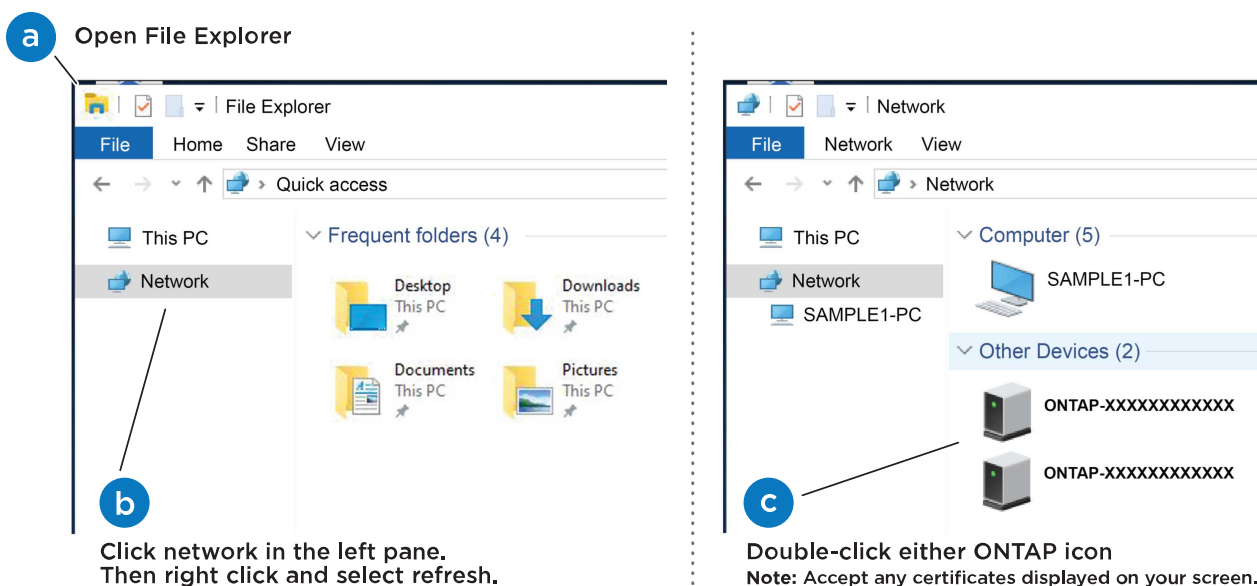 a
Open File Explorer
File Explorer
File Home Share View
Quick access
This PC
Network
Frequent folders (4)
Desktop
This PC
Downloads
This PC
Documents
This PC
Pictures
This PC
b
Click network in the left pane.
Then right click and select refresh.
Network
File Network View
Network
This PC
Network
SAMPLE1-PC
Computer (5)
SAMPLE1-PC
Other Devices (2)
ONTAP-XXXXXXXXXXXX
ONTAP-XXXXXXXXXXXX
c
Double-click either ONTAP icon
Note: Accept any certificates displayed on your screen.